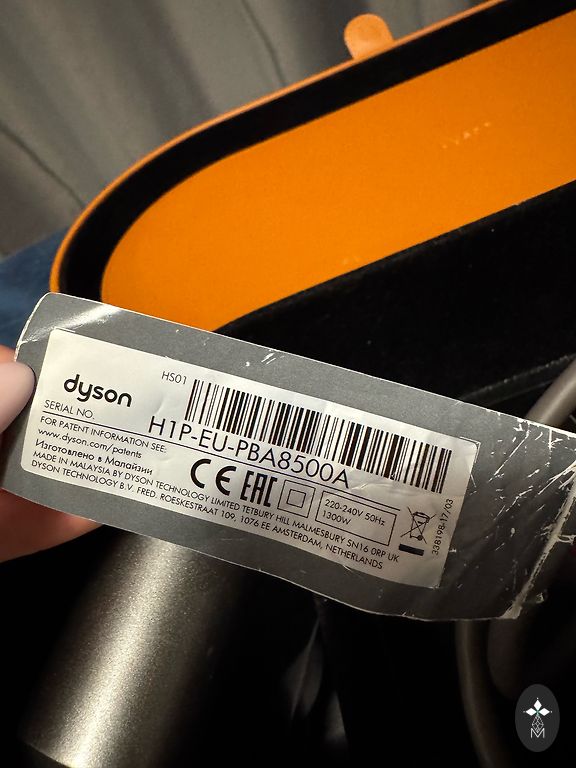 dyson
HS01
SERIAL NO.
H1P-EU-PBA8500A
FOR PATENT INFORMATION SEE:
www.dyson.com/patents
Изготовлено в Малайзии
CE EAC
220-240V 50Hz
1300W
MADE IN MALAYSIA BY DYSON TECHNOLOGY LIMITED TETBURY HILL MALMESBURY SN16 0RP UK
DYSON TECHNOLOGY B.V. FRED. ROESKESTRAAT 109, 1076 EE AMSTERDAM, NETHERLANDS
338198-17/03